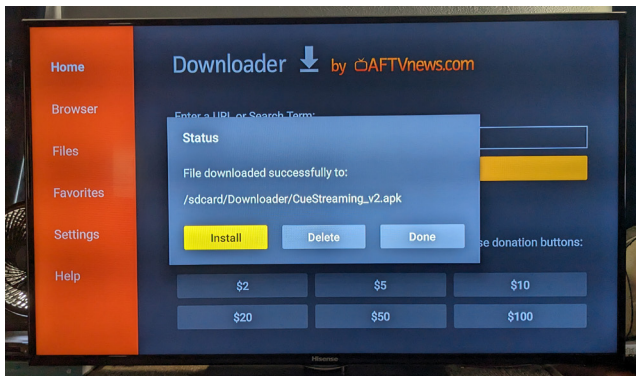 Home
Browser
Files
Favorites
Settings
Help
Downloader by AFTVnews.com
Enter a URL or Search Term:
Status
File downloaded successfully to:
/sdcard/Downloader/CueStreaming_v2.apk
Install Delete Done
se donation buttons:
$2 $5 $10
$20 $50 $100
Hisense